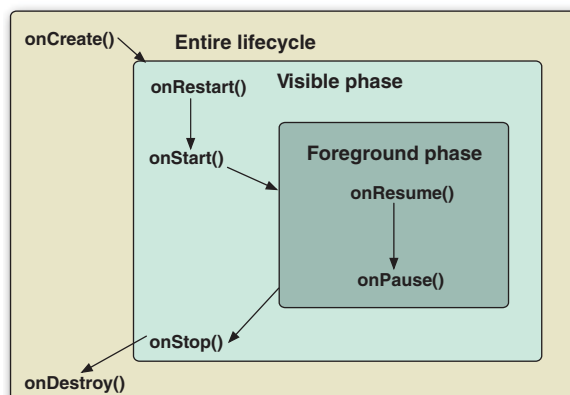 onCreate()
Entire lifecycle
Visible phase
onRestart()
onStart()
Foreground phase
onResume()
onPause()
onStop()
onDestroy()